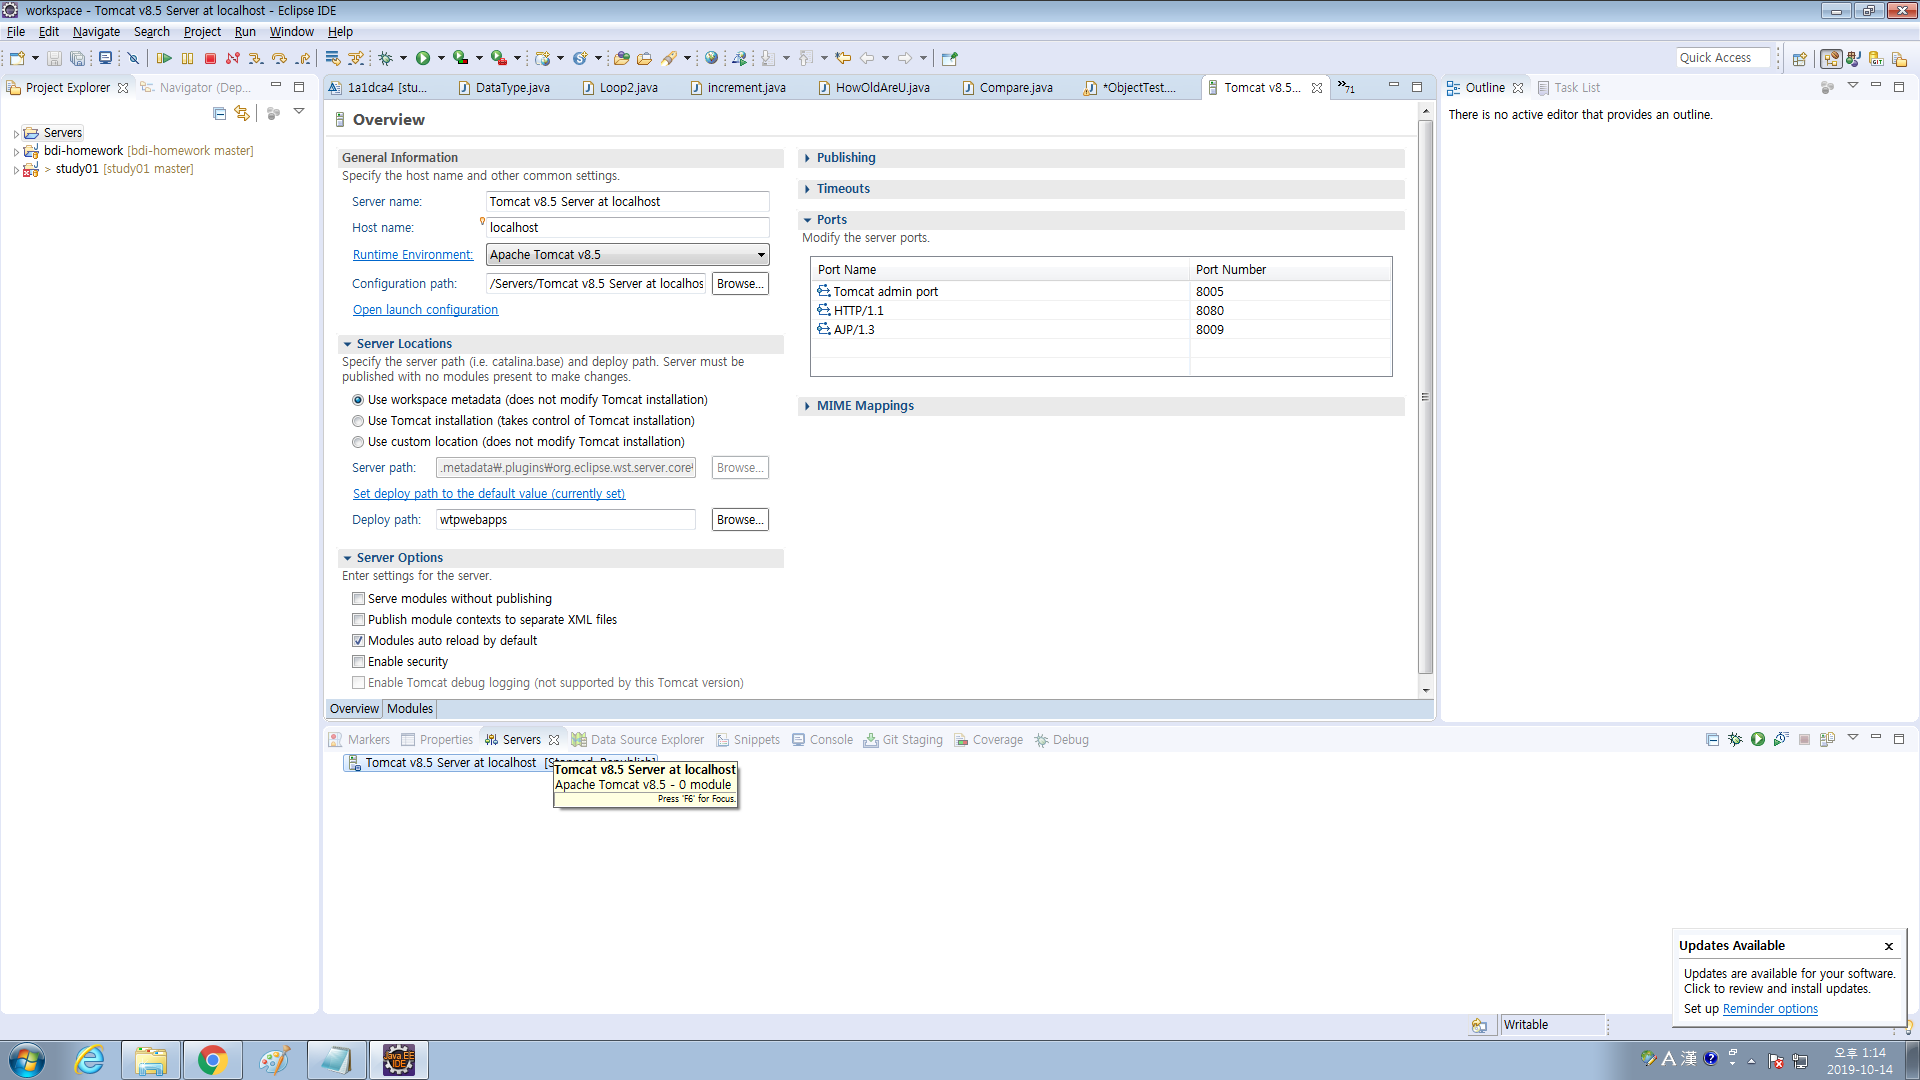 workspace - Tomcat v8.5 Server at localhost - Eclipse IDE
File Edit Navigate Search Project Run Window Help
Quick Access
Project Explorer Navigator (Dep...
1a1dca4 [stu... DataType.java Loop2.java increment.java HowOldAreU.java Compare.java *ObjectTest.... Tomcat v8.5... »71
Outline Task List
There is no active editor that provides an outline.
Servers
bdi-homework [bdi-homework master]
> study01 [study01 master]
Overview
General Information
Specify the host name and other common settings.
Server name: Tomcat v8.5 Server at localhost
Host name: localhost
Runtime Environment: Apache Tomcat v8.5
Configuration path: /Servers/Tomcat v8.5 Server at localhos Browse...
Open launch configuration
Server Locations
Specify the server path (i.e. catalina.base) and deploy path. Server must be
published with no modules present to make changes.
Use workspace metadata (does not modify Tomcat installation)
Use Tomcat installation (takes control of Tomcat installation)
Use custom location (does not modify Tomcat installation)
Server path: .metadata₩.plugins₩org.eclipse.wst.server.core₩ Browse...
Set deploy path to the default value (currently set)
Deploy path: wtpwebapps Browse...
Server Options
Enter settings for the server.
Serve modules without publishing
Publish module contexts to separate XML files
Modules auto reload by default
Enable security
Enable Tomcat debug logging (not supported by this Tomcat version)
Publishing
Timeouts
Ports
Modify the server ports.
Port Name Port Number
Tomcat admin port 8005
HTTP/1.1 8080
AJP/1.3 8009
MIME Mappings
Overview Modules
Markers Properties Servers Data Source Explorer Snippets Console Git Staging Coverage Debug
Tomcat v8.5 Server at localhost
Tomcat v8.5 Server at localhost
Apache Tomcat v8.5 - 0 module
Press 'F6' for Focus.
Updates Available
Updates are available for your software.
Click to review and install updates.
Set up Reminder options
Writable
Java EE
IDE
A 漢
오후 1:14
2019-10-14